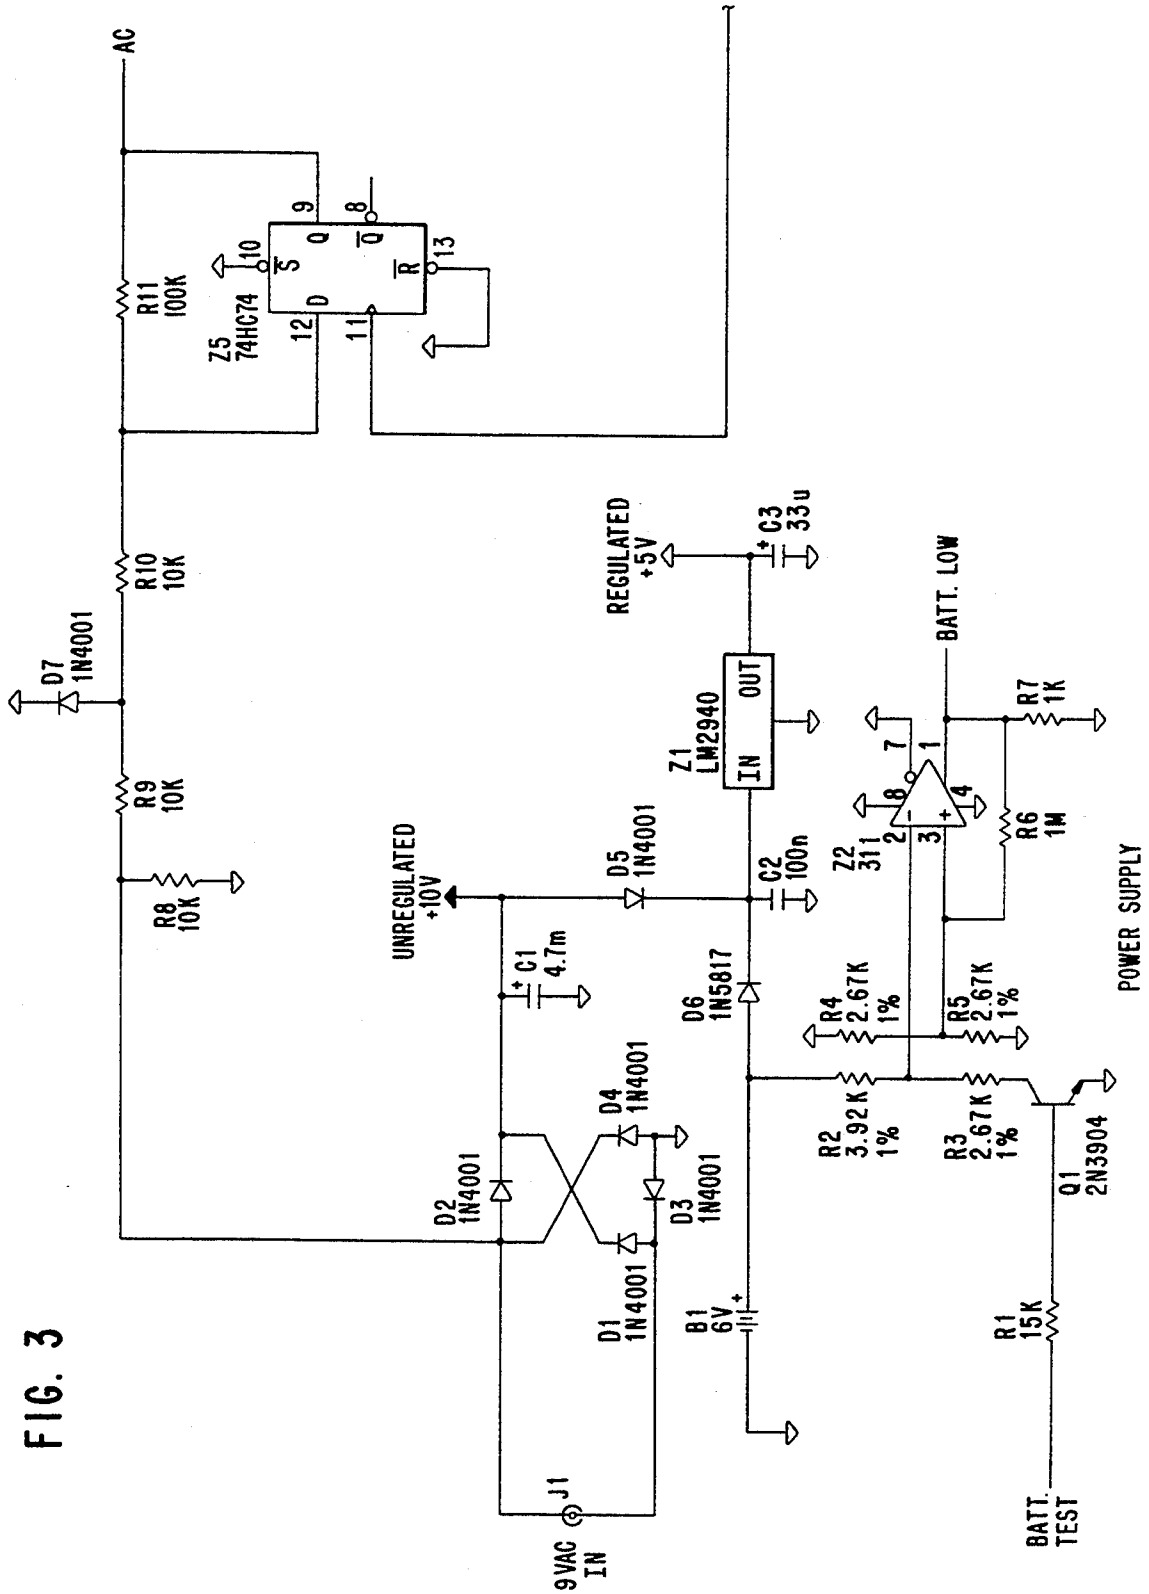 FIG. 3
AC
R11
100K
Z5
74HC74
10
S̅
9
Q
8
Q̅
12
D
11
R̅
13
D7
1N4001
R10
10K
R9
10K
R8
10K
UNREGULATED
+10V
REGULATED
+5V
9VAC
IN
J1
D2
1N4001
D4
1N4001
D1
1N4001
D3
1N4001
+
C1
4.7m
D5
1N4001
D6
1N5817
C2
100n
Z1
LM2940
IN
OUT
+
C3
33u
B1
6V
+
R2
3.92K
1%
R4
2.67K
1%
R3
2.67K
1%
R5
2.67K
1%
Z2
311
2
-
3
+
8
7
1
4
BATT. LOW
R6
1M
R7
1K
Q1
2N3904
R1
15K
BATT.
TEST
POWER SUPPLY